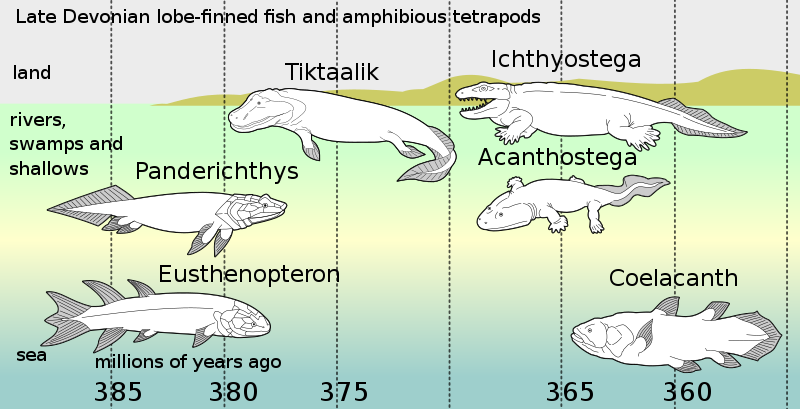 Late Devonian lobe-finned fish and amphibious tetrapods
Ichthyostega
land
Tiktaalik
rivers,
swamps and
shallows
Acanthostega
Panderichthys
Eusthenopteron
Coelacanth
sea
millions of years ago
385 380 375 365 360